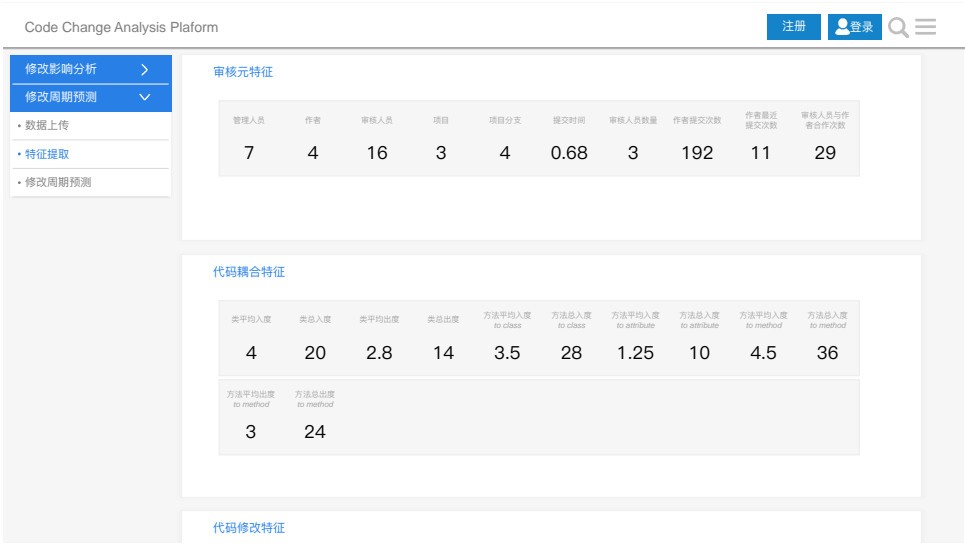 Code Change Analysis Plaform
注册
登录
修改影响分析
修改周期预测
• 数据上传
• 特征提取
• 修改周期预测
审核元特征
管理人员 作者 审核人员 项目 项目分支 提交时间 审核人员数量 作者提交次数 作者最近 审核人员与作
提交次数 者合作次数
7 4 16 3 4 0.68 3 192 11 29
代码耦合特征
类平均入度 类总入度 类平均出度 类总出度 方法平均入度 方法总入度 方法平均入度 方法总入度 方法平均入度 方法总入度
to class to class to attribute to attribute to method to method
4 20 2.8 14 3.5 28 1.25 10 4.5 36
方法平均出度 方法总出度
to method to method
3 24
代码修改特征